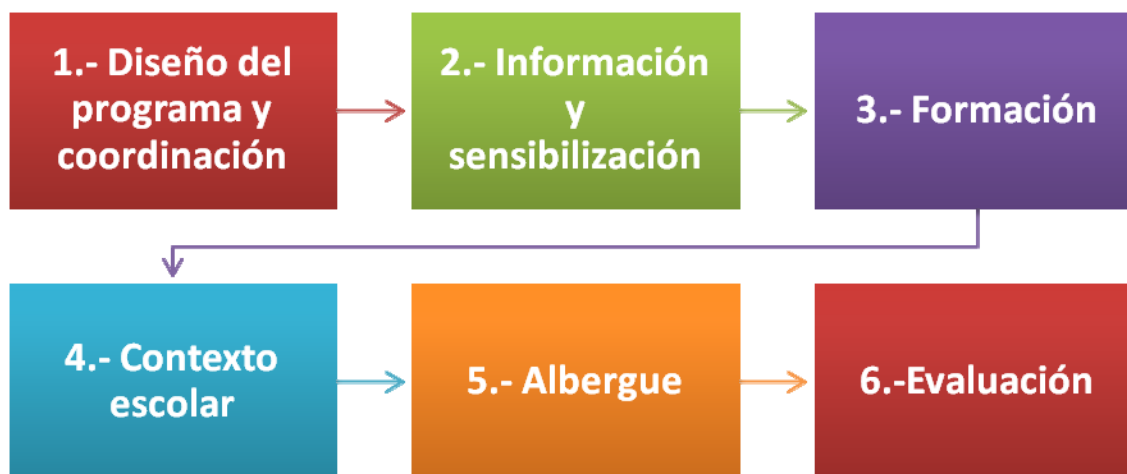 1.- Diseño del
programa y
coordinación
2.- Información
y
sensibilización
3.- Formación
4.- Contexto
escolar
5.- Albergue
6.-Evaluación